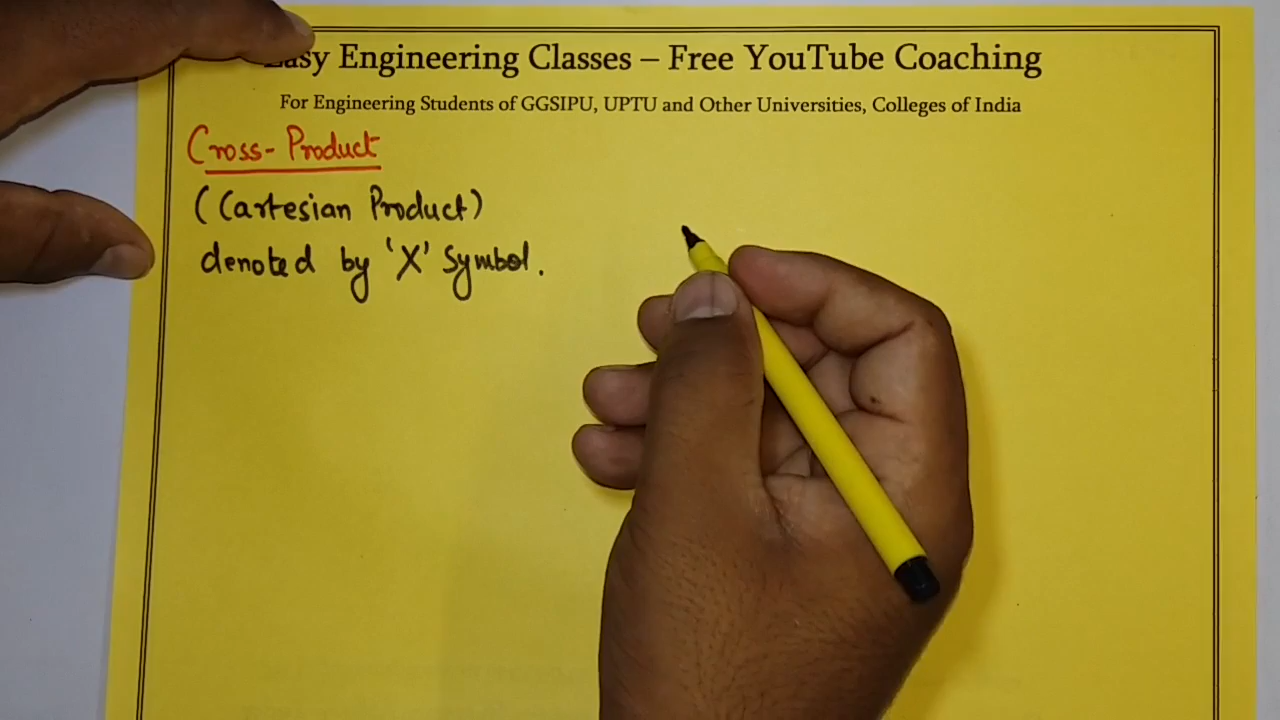 Easy Engineering Classes – Free YouTube Coaching
For Engineering Students of GGSIPU, UPTU and Other Universities, Colleges of India
Cross-Product
(Cartesian Product)
denoted by 'X' Symbol.